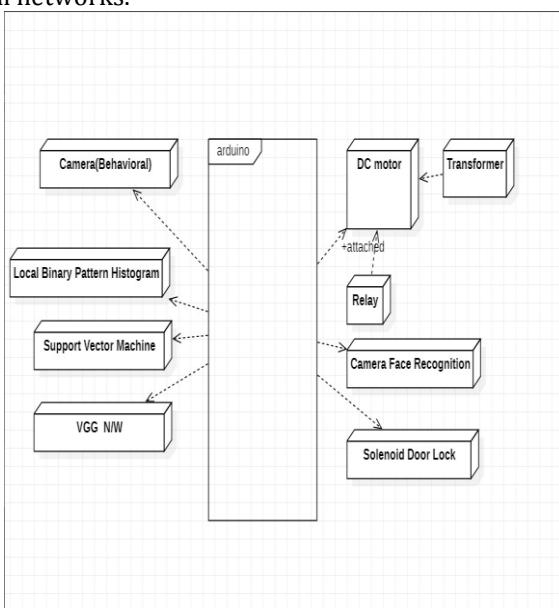 networks.
arduino
Camera(Behavioral)
DC motor
Transformer
+attached
Local Binary Pattern Histogram
Relay
Support Vector Machine
Camera Face Recognition
VGG N/W
Solenoid Door Lock